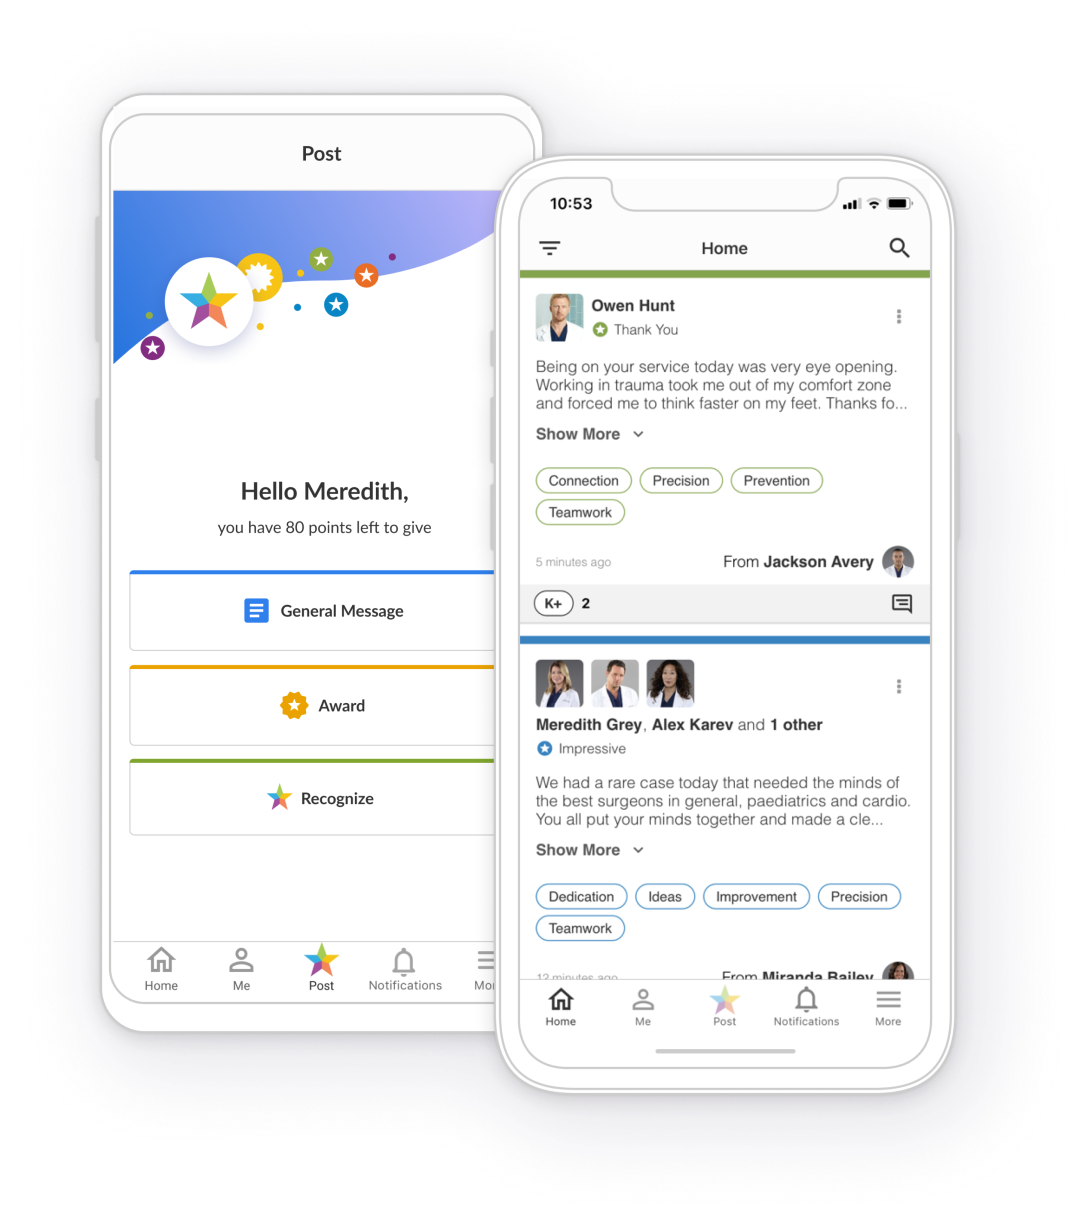 Post
Hello Meredith,
you have 80 points left to give
General Message
Award
Recognize
Home
Me
Post
Notifications
10:53
Home
Owen Hunt
Thank You
Being on your service today was very eye opening.
Working in trauma took me out of my comfort zone
and forced me to think faster on my feet. Thanks fo...
Show More
Connection Precision Prevention
Teamwork
5 minutes ago From Jackson Avery
K+ 2
Meredith Grey, Alex Karev and 1 other
Impressive
We had a rare case today that needed the minds of
the best surgeons in general, paediatrics and cardio.
You all put your minds together and made a cle...
Show More
Dedication Ideas Improvement Precision
Teamwork
12 minutes ago From Miranda Bailey
Home Me Post Notifications More